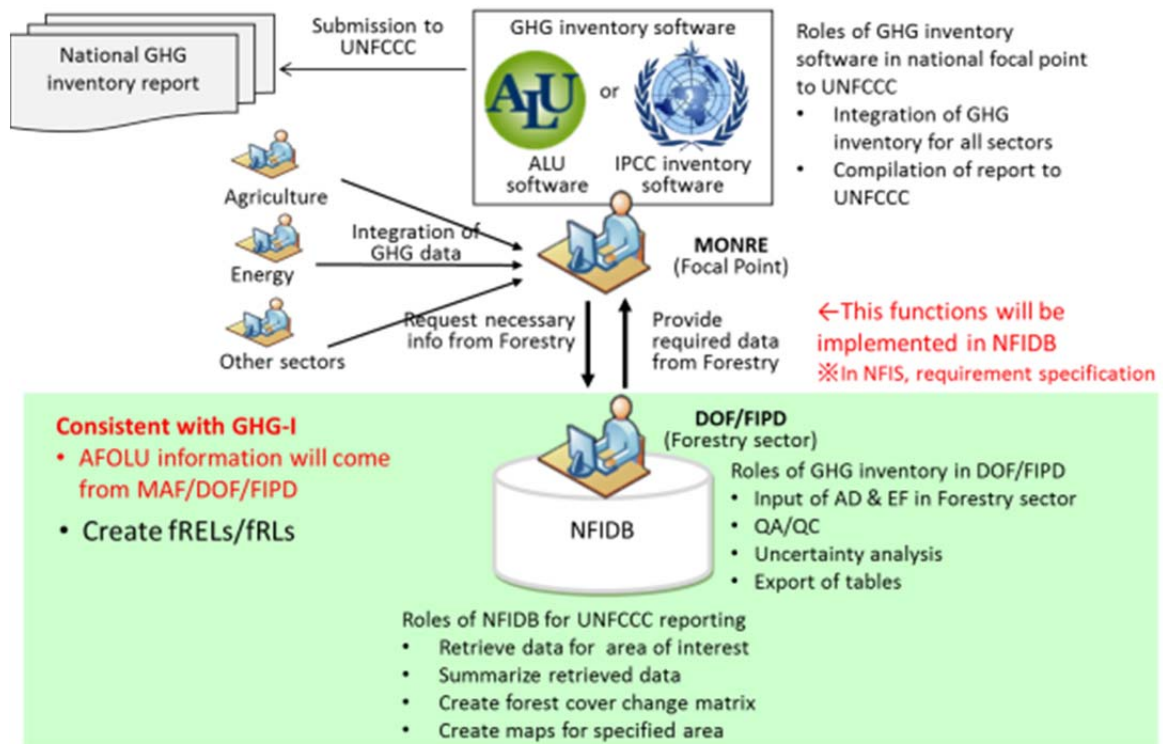 National GHG
inventory report
Submission to
UNFCCC
GHG inventory software
ALU
or
ALU
software
IPCC inventory
software
Roles of GHG inventory
software in national focal point
to UNFCCC
• Integration of GHG
inventory for all sectors
• Compilation of report to
UNFCCC
Agriculture
Energy
Other sectors
Integration of
GHG data
MONRE
(Focal Point)
Request necessary
info from Forestry
Provide
required data
from Forestry
←This functions will be
implemented in NFIDB
※In NFIS, requirement specification
Consistent with GHG-I
• AFOLU information will come
from MAF/DOF/FIPD
• Create fRELs/fRLs
DOF/FIPD
(Forestry sector)
NFIDB
Roles of GHG inventory in DOF/FIPD
• Input of AD & EF in Forestry sector
• QA/QC
• Uncertainty analysis
• Export of tables
Roles of NFIDB for UNFCCC reporting
• Retrieve data for area of interest
• Summarize retrieved data
• Create forest cover change matrix
• Create maps for specified area